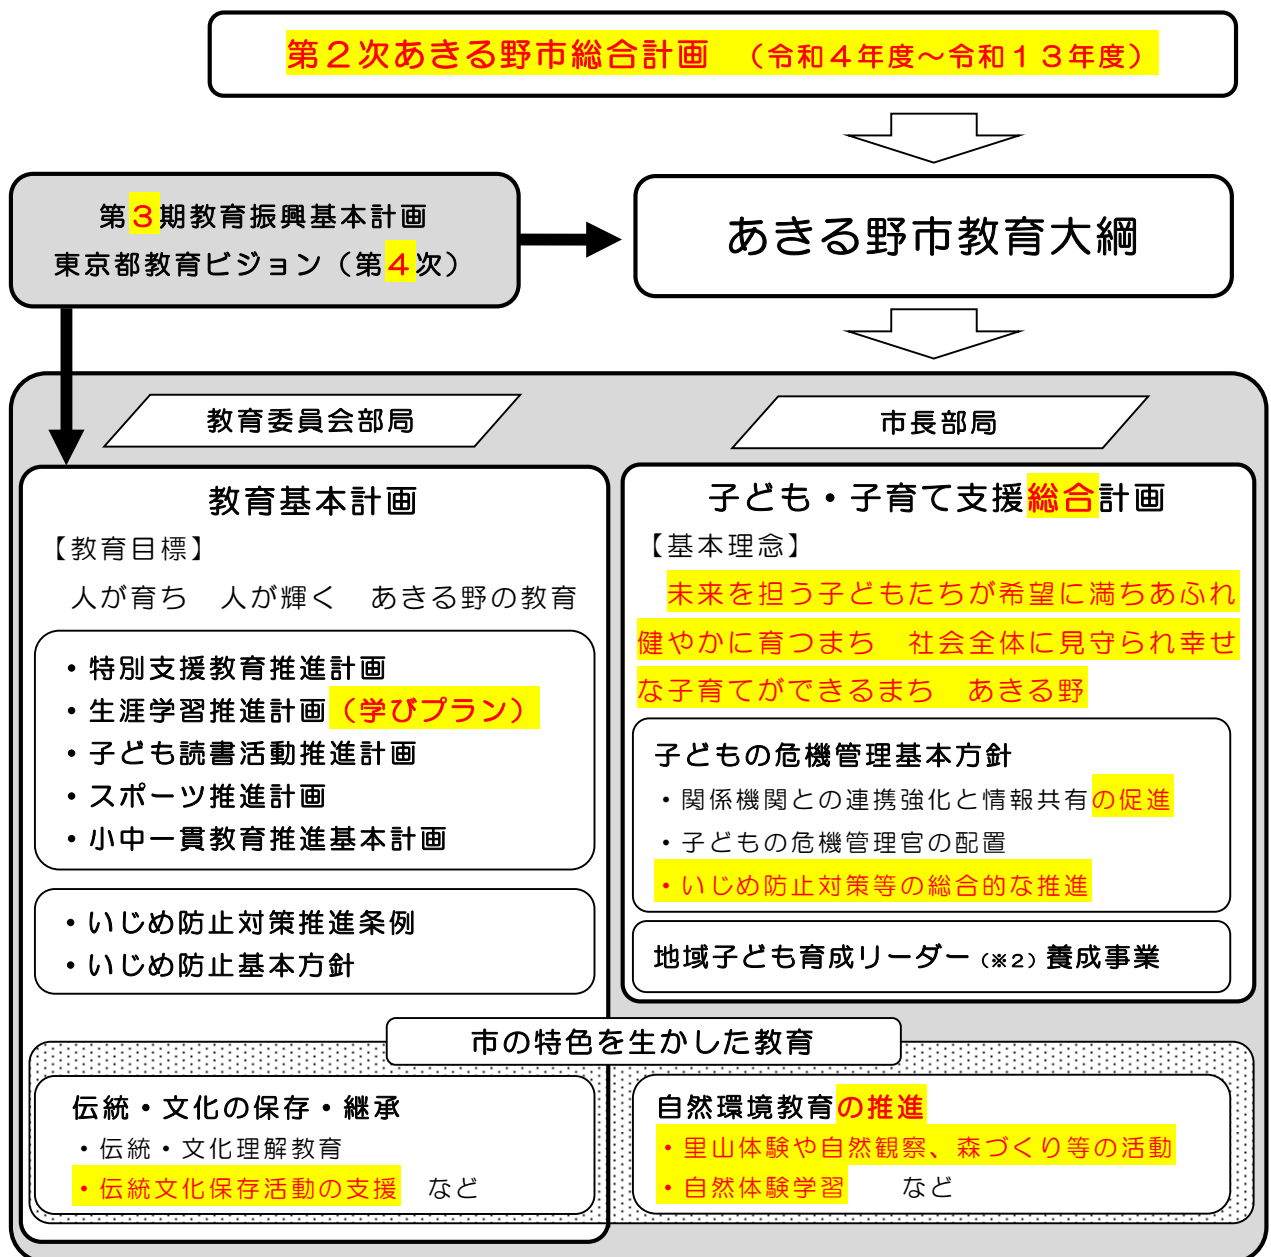 第２次あきる野市総合計画　（令和４年度～令和１３年度）
第３期教育振興基本計画
東京都教育ビジョン（第４次）
あきる野市教育大綱
教育委員会部局
市長部局
教育基本計画
【教育目標】
人が育ち　人が輝く　あきる野の教育
・特別支援教育推進計画
・生涯学習推進計画（学びプラン）
・子ども読書活動推進計画
・スポーツ推進計画
・小中一貫教育推進基本計画
・いじめ防止対策推進条例
・いじめ防止基本方針
子ども・子育て支援総合計画
【基本理念】
未来を担う子どもたちが希望に満ちあふれ
健やかに育つまち　社会全体に見守られ幸せ
な子育てができるまち　あきる野
子どもの危機管理基本方針
・関係機関との連携強化と情報共有の促進
・子どもの危機管理官の配置
・いじめ防止対策等の総合的な推進
地域子ども育成リーダー（※２）養成事業
市の特色を生かした教育
伝統・文化の保存・継承
・伝統・文化理解教育
・伝統文化保存活動の支援　など
自然環境教育の推進
・里山体験や自然観察、森づくり等の活動
・自然体験学習　　など